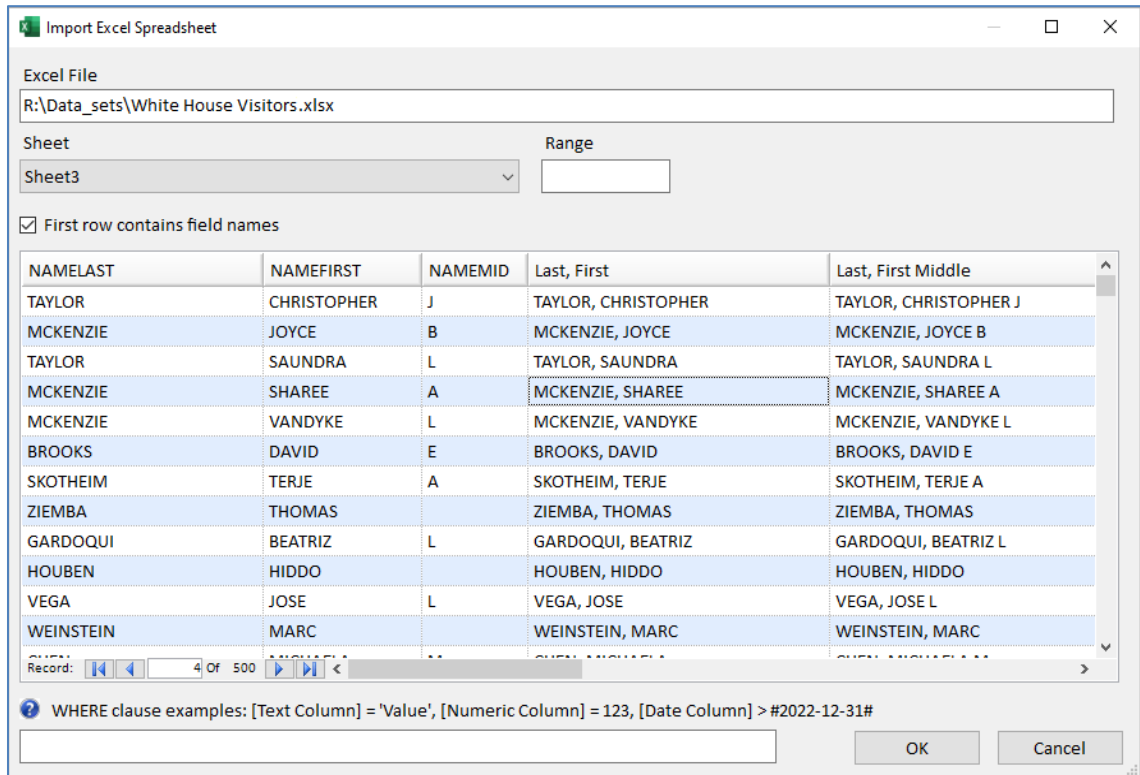 Import Excel Spreadsheet
Excel File
R:\Data_sets\White House Visitors.xlsx
Sheet Range
Sheet3
First row contains field names
NAMELAST NAMEFIRST NAMEMID Last, First Last, First Middle
TAYLOR CHRISTOPHER J TAYLOR, CHRISTOPHER TAYLOR, CHRISTOPHER J
MCKENZIE JOYCE B MCKENZIE, JOYCE MCKENZIE, JOYCE B
TAYLOR SAUNDRA L TAYLOR, SAUNDRA TAYLOR, SAUNDRA L
MCKENZIE SHAREE A MCKENZIE, SHAREE MCKENZIE, SHAREE A
MCKENZIE VANDYKE L MCKENZIE, VANDYKE MCKENZIE, VANDYKE L
BROOKS DAVID E BROOKS, DAVID BROOKS, DAVID E
SKOTHEIM TERJE A SKOTHEIM, TERJE SKOTHEIM, TERJE A
ZIEMBA THOMAS ZIEMBA, THOMAS ZIEMBA, THOMAS
GARDOQUI BEATRIZ L GARDOQUI, BEATRIZ GARDOQUI, BEATRIZ L
HOUBEN HIDDO HOUBEN, HIDDO HOUBEN, HIDDO
VEGA JOSE L VEGA, JOSE VEGA, JOSE L
WEINSTEIN MARC WEINSTEIN, MARC WEINSTEIN, MARC
Record: 4 Of 500
WHERE clause examples: [Text Column] = 'Value', [Numeric Column] = 123, [Date Column] > #2022-12-31#
OK Cancel